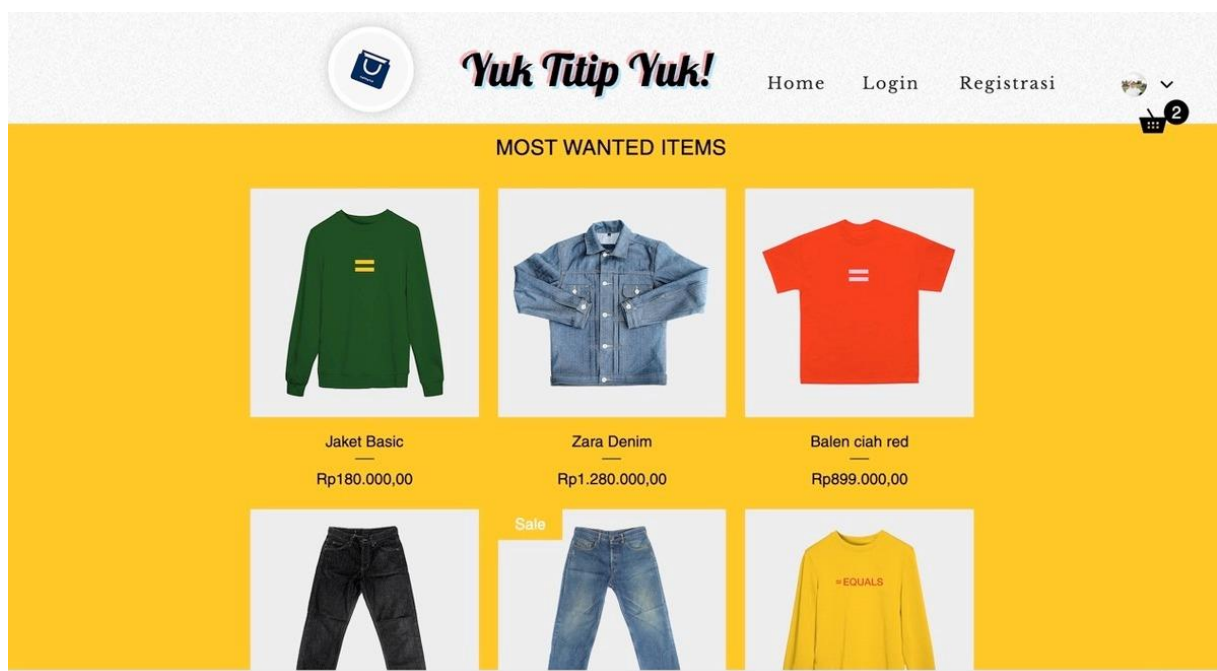 Yuk Titip Yuk!
Home Login Registrasi
2
MOST WANTED ITEMS
Jaket Basic Zara Denim Balen ciah red
Rp180.000,00 Rp1.280.000,00 Rp899.000,00
Sale
= EQUALS